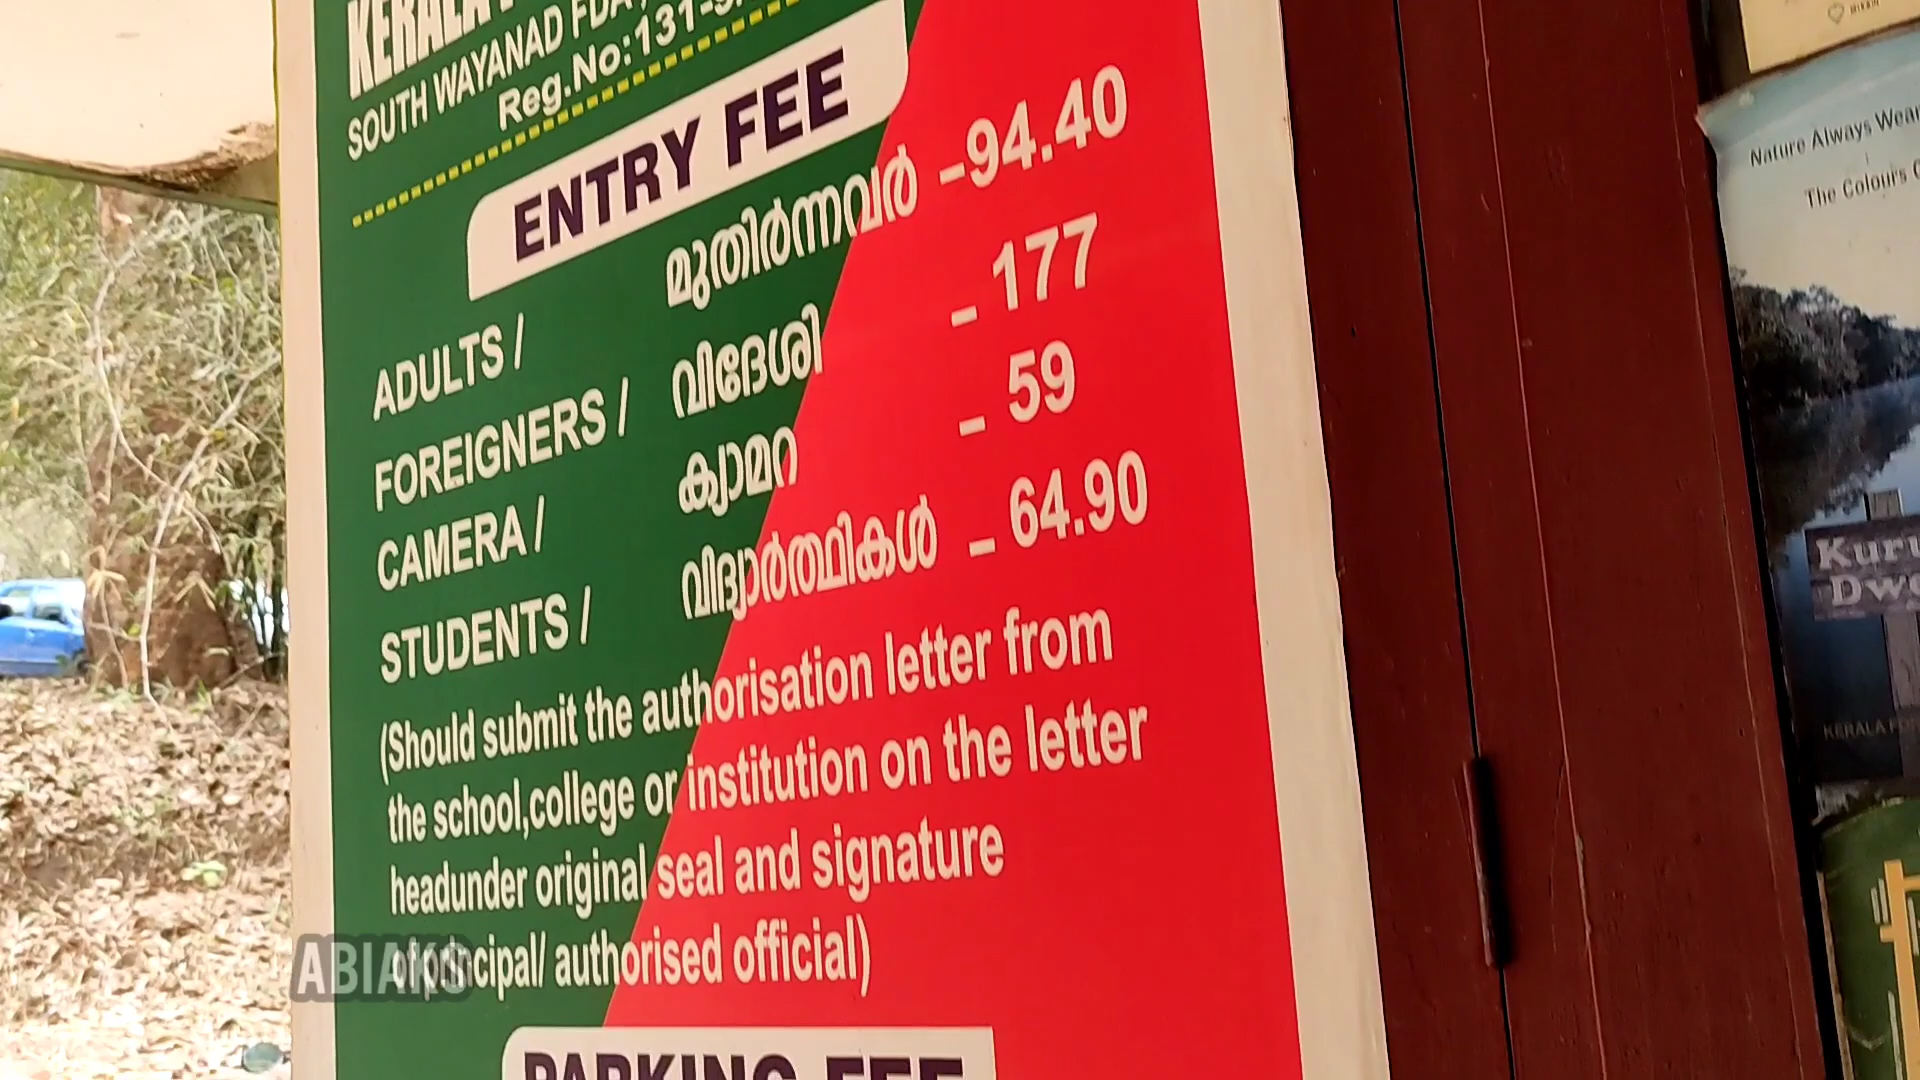 KERALA
SOUTH WAYANAD FDA
Reg.No:131-
ENTRY FEE
ADULTS / മുതിർന്നവർ -94.40
FOREIGNERS / വിദേശി - 177
CAMERA / ക്യാമറ - 59
STUDENTS / വിദ്യാർത്ഥികൾ - 64.90
(Should submit the authorisation letter from
the school,college or institution on the letter
headunder original seal and signature
authorised official)
PARKING FEE
ABIAKS
Nature Always Wear
The Colours
KERALA